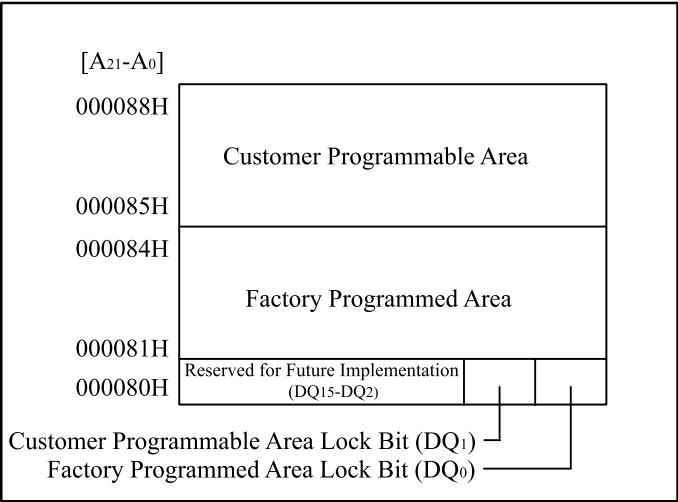 [A21-A0]
000088H
Customer Programmable Area
000085H
000084H
Factory Programmed Area
000081H
Reserved for Future Implementation
(DQ15-DQ2)
000080H
Customer Programmable Area Lock Bit (DQ1)
Factory Programmed Area Lock Bit (DQ0)